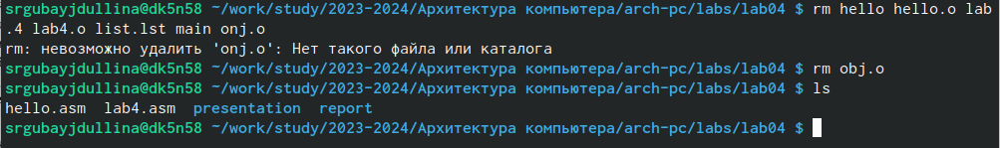 srgubayjdullina@dk5n58 ~/work/study/2023-2024/Архитектура компьютера/arch-pc/labs/lab04 $ rm hello hello.o lab
.4 lab4.o list.lst main onj.o
rm: невозможно удалить 'onj.o': Нет такого файла или каталога
srgubayjdullina@dk5n58 ~/work/study/2023-2024/Архитектура компьютера/arch-pc/labs/lab04 $ rm obj.o
srgubayjdullina@dk5n58 ~/work/study/2023-2024/Архитектура компьютера/arch-pc/labs/lab04 $ ls
hello.asm  lab4.asm  presentation  report
srgubayjdullina@dk5n58 ~/work/study/2023-2024/Архитектура компьютера/arch-pc/labs/lab04 $